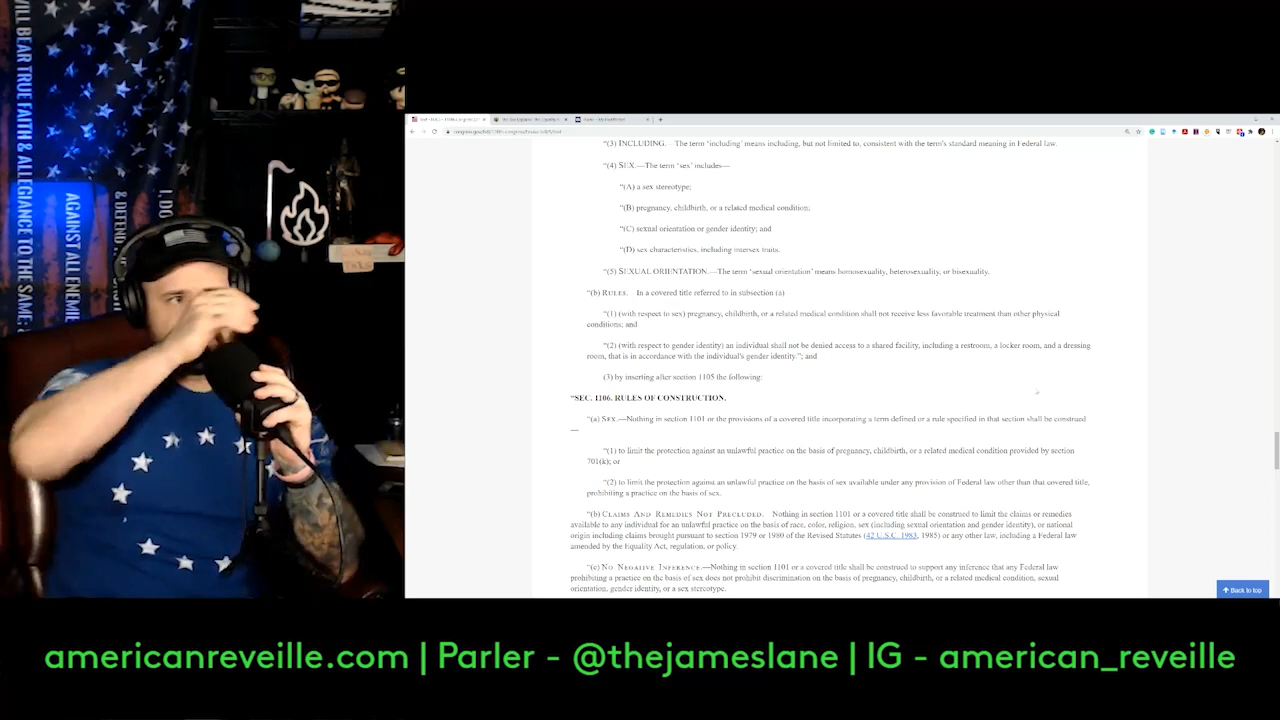 WILL BEAR TRUE FAITH & ALLEGIANCE TO THE SAME;
AGAINST ALL ENEMIE
& DEFEND
I, DO
“(3) INCLUDING.—The term ‘including’ means including, but not limited to, consistent with the term’s standard meaning in Federal law.
“(4) SEX.—The term ‘sex’ includes—
“(A) a sex stereotype;
“(B) pregnancy, childbirth, or a related medical condition;
“(C) sexual orientation or gender identity; and
“(D) sex characteristics, including intersex traits.
“(5) SEXUAL ORIENTATION.—The term ‘sexual orientation’ means homosexuality, heterosexuality, or bisexuality.
“(b) RULES.—In a covered title referred to in subsection (a)
“(1) (with respect to sex) pregnancy, childbirth, or a related medical condition shall not receive less favorable treatment than other physical
conditions; and
“(2) (with respect to gender identity) an individual shall not be denied access to a shared facility, including a restroom, a locker room, and a dressing
room, that is in accordance with the individual’s gender identity.”; and
(3) by inserting after section 1105 the following:
“SEC. 1106. RULES OF CONSTRUCTION.
“(a) SEX.—Nothing in section 1101 or the provisions of a covered title incorporating a term defined or a rule specified in that section shall be construed
—
“(1) to limit the protection against an unlawful practice on the basis of pregnancy, childbirth, or a related medical condition provided by section
701(k); or
“(2) to limit the protection against an unlawful practice on the basis of sex available under any provision of Federal law other than that covered title,
prohibiting a practice on the basis of sex.
“(b) CLAIMS AND REMEDIES NOT PRECLUDED.—Nothing in section 1101 or a covered title shall be construed to limit the claims or remedies
available to any individual for an unlawful practice on the basis of race, color, religion, sex (including sexual orientation and gender identity), or national
origin including claims brought pursuant to section 1979 or 1980 of the Revised Statutes (42 U.S.C. 1983, 1985) or any other law, including a Federal law
amended by the Equality Act, regulation, or policy.
“(c) NO NEGATIVE INFERENCE.—Nothing in section 1101 or a covered title shall be construed to support any inference that any Federal law
prohibiting a practice on the basis of sex does not prohibit discrimination on the basis of pregnancy, childbirth, or a related medical condition, sexual
orientation, gender identity, or a sex stereotype.
Back to top
americanreveille.com | Parler - @thejameslane | IG - american_reveille